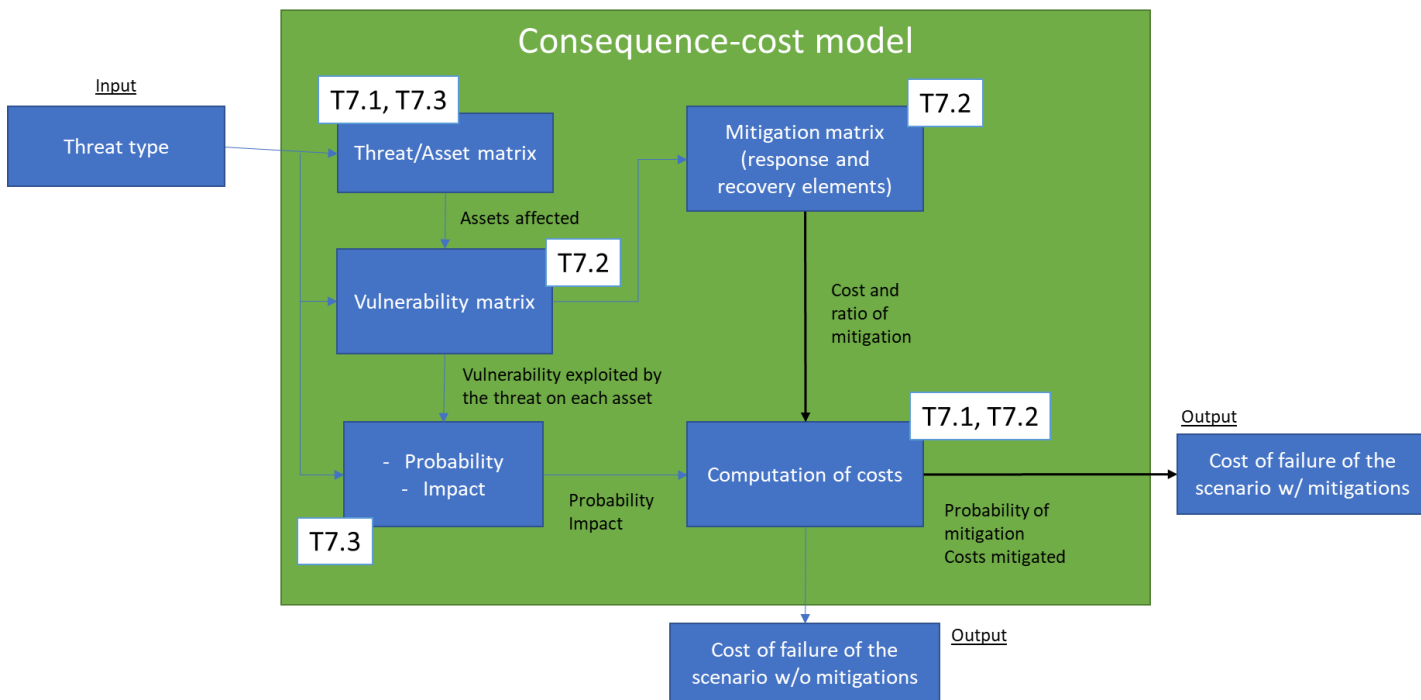 Consequence-cost model
Input
Threat type
T7.1, T7.3
Threat/Asset matrix
T7.2
Mitigation matrix
(response and
recovery elements)
Assets affected
T7.2
Vulnerability matrix
Cost and
ratio of
mitigation
Vulnerability exploited by
the threat on each asset
T7.1, T7.2
- Probability
- Impact
T7.3
Probability
Impact
Computation of costs
Probability of
mitigation
Costs mitigated
Output
Cost of failure of the
scenario w/ mitigations
Output
Cost of failure of the
scenario w/o mitigations